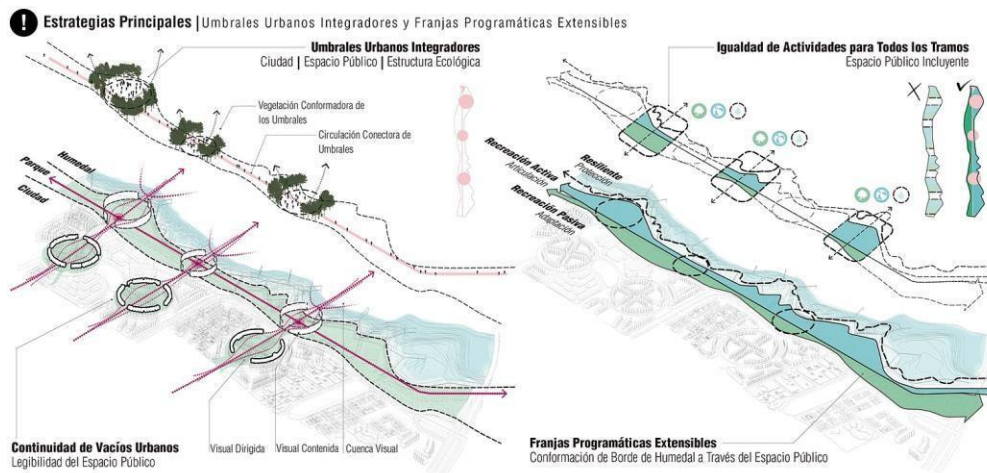 ! Estrategias Principales | Umbrales Urbanos Integradores y Franjas Programáticas Extensibles
Umbrales Urbanos Integradores
Ciudad | Espacio Público | Estructura Ecológica
Vegetación Conformadora de
los Umbrales
Circulación Conectora de
Umbrales
Humedal
Parque
Ciudad
Continuidad de Vacíos Urbanos
Legibilidad del Espacio Público
Visual Dirigida
Visual Contenida
Cuenca Visual
Igualdad de Actividades para Todos los Tramos
Espacio Público Incluyente
Recreación Activa
Articulación
Resiliente
Protección
Recreación Pasiva
Adaptación
Franjas Programáticas Extensibles
Conformación de Borde de Humedal a Través del Espacio Público